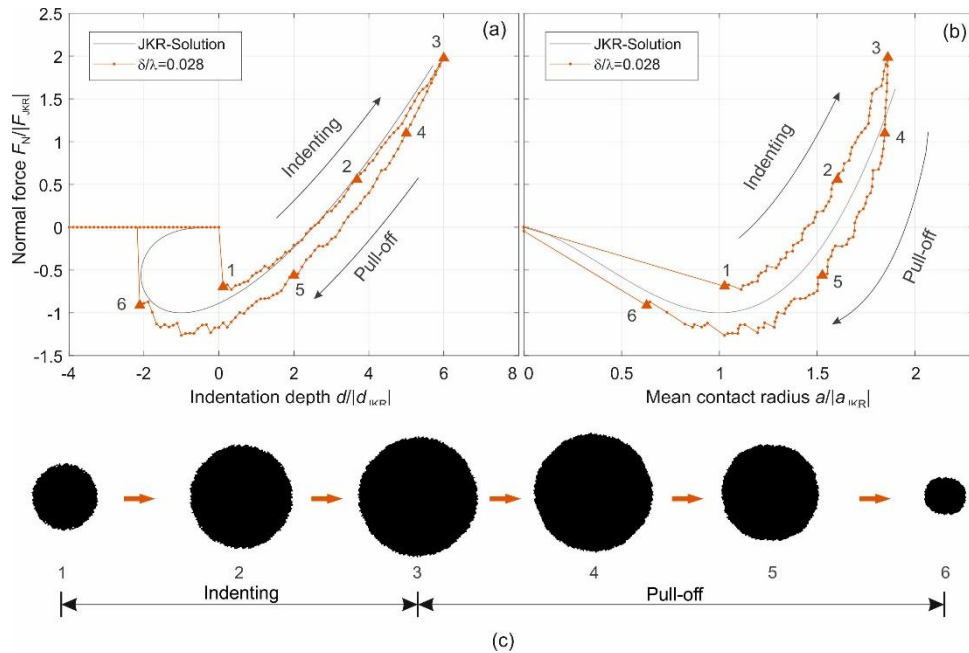 (a)
JKR-Solution
δ/λ=0.028
Normal force F_N/|F_JKR|
2.5
2
1.5
1
0.5
0
-0.5
-1
-1.5
-4
-2
0
2
4
6
8
Indentation depth d/|d_JKR|
Indenting
Pull-off
1
2
3
4
5
6
(b)
JKR-Solution
δ/λ=0.028
0
0.5
1
1.5
2
Mean contact radius a/|a_JKR|
Indenting
Pull-off
1
2
3
4
5
6
1
2
3
4
5
6
Indenting
Pull-off
(c)